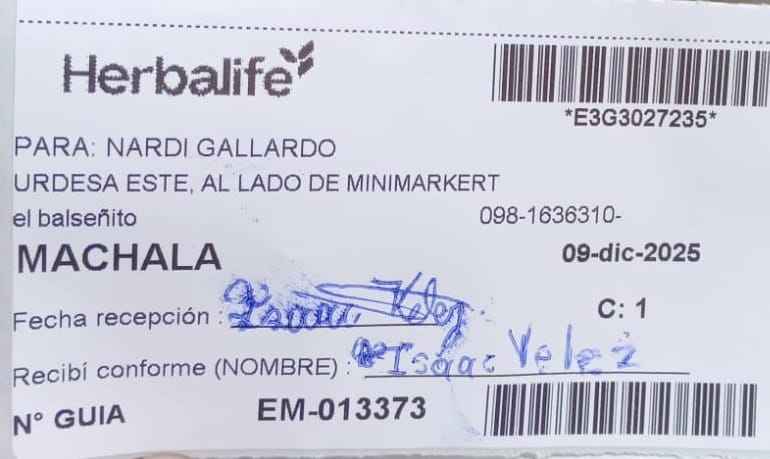 Herbalife
*E3G3027235*
PARA: NARDI GALLARDO
URDESA ESTE, AL LADO DE MINIMARKERT
el balseñito 098-1636310-
MACHALA 09-dic-2025
Fecha recepción : C: 1
Recibí conforme (NOMBRE) : Isaac Velez
N° GUIA EM-013373